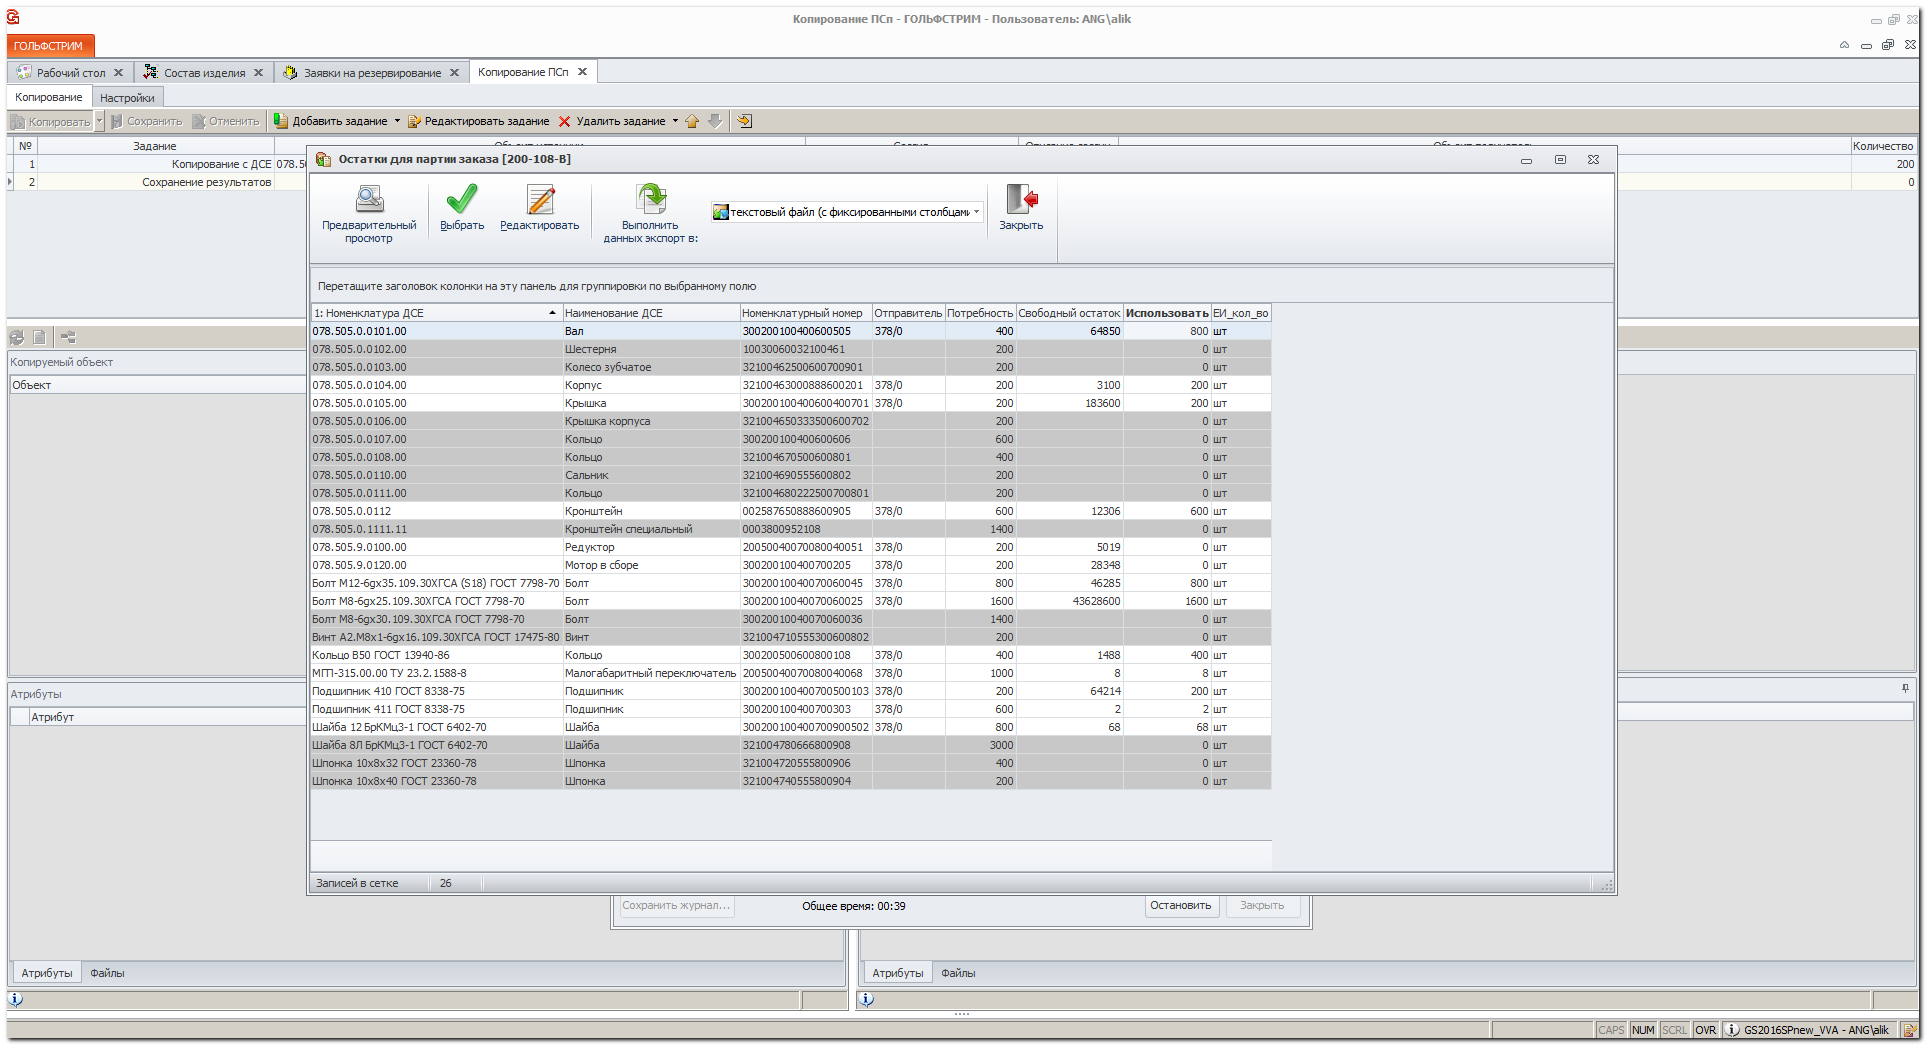 Копирование ПСп - ГОЛЬФСТРИМ - Пользователь: ANG\alik
ГОЛЬФСТРИМ
Рабочий стол Состав изделия Заявки на резервирование Копирование ПСп
Копирование Настройки
Копировать Сохранить Отменить Добавить задание Редактировать задание Удалить задание
№ Задание Количество
1 Копирование с ДСЕ 078.50 200
2 Сохранение результатов 0
Остатки для партии заказа [200-108-В]
Предварительный просмотр Выбрать Редактировать Выполнить данных экспорт в: текстовый файл (с фиксированными столбцами Закрыть
Перетащите заголовок колонки на эту панель для группировки по выбранному полю
1: Номенклатура ДСЕ Наименование ДСЕ Номенклатурный номер Отправитель Потребность Свободный остаток Использовать ЕИ_кол_во
078.505.0.0101.00 Вал 300200100400600505 378/0 400 64850 800 шт
078.505.0.0102.00 Шестерня 10030060032100461 200 0 шт
078.505.0.0103.00 Колесо зубчатое 32100462500600700901 200 0 шт
078.505.0.0104.00 Корпус 32100463000888600201 378/0 200 3100 200 шт
078.505.0.0105.00 Крышка 300200100400600400701 378/0 200 183600 200 шт
078.505.0.0106.00 Крышка корпуса 321004650333500600702 200 0 шт
078.505.0.0107.00 Кольцо 300200100400600606 600 0 шт
078.505.0.0108.00 Кольцо 321004670500600801 400 0 шт
078.505.0.0110.00 Сальник 321004690555600802 200 0 шт
078.505.0.0111.00 Кольцо 321004680222500700801 200 0 шт
078.505.0.0112 Кронштейн 002587650888600905 378/0 600 12306 600 шт
078.505.0.1111.11 Кронштейн специальный 0003800952108 1400 0 шт
078.505.9.0100.00 Редуктор 20050040070080040051 378/0 200 5019 0 шт
078.505.9.0120.00 Мотор в сборе 300200100400700205 378/0 200 28348 0 шт
Болт М12-6gх35.109.30ХГСА (S18) ГОСТ 7798-70 Болт 30020010040070060045 378/0 800 46285 800 шт
Болт М8-6gх25.109.30ХГСА ГОСТ 7798-70 Болт 30020010040070060025 378/0 1600 43628600 1600 шт
Болт М8-6gх30.109.30ХГСА ГОСТ 7798-70 Болт 30020010040070060036 1400 0 шт
Винт А2.М8х1-6gх16.109.30ХГСА ГОСТ 17475-80 Винт 321004710555300600802 200 0 шт
Кольцо В50 ГОСТ 13940-86 Кольцо 300200500600800108 378/0 400 1488 400 шт
МГП-315.00.00 ТУ 23.2.1588-8 Малогабаритный переключатель 20050040070080040068 378/0 1000 8 8 шт
Подшипник 410 ГОСТ 8338-75 Подшипник 300200100400700500103 378/0 200 64214 200 шт
Подшипник 411 ГОСТ 8338-75 Подшипник 300200100400700303 378/0 600 2 2 шт
Шайба 12 БрКМц3-1 ГОСТ 6402-70 Шайба 300200100400700900502 378/0 800 68 68 шт
Шайба 8Л БрКМц3-1 ГОСТ 6402-70 Шайба 321004780666800908 3000 0 шт
Шпонка 10х8х32 ГОСТ 23360-78 Шпонка 321004720555800906 400 0 шт
Шпонка 10х8х40 ГОСТ 23360-78 Шпонка 321004740555800904 200 0 шт
Записей в сетке 26
Копируемый объект
Объект
Атрибуты
Атрибут
Сохранить журнал... Общее время: 00:39 Остановить Закрыть
Атрибуты Файлы Атрибуты Файлы
CAPS NUM SCRL OVR GS2016SPnew_VVA - ANG\alik